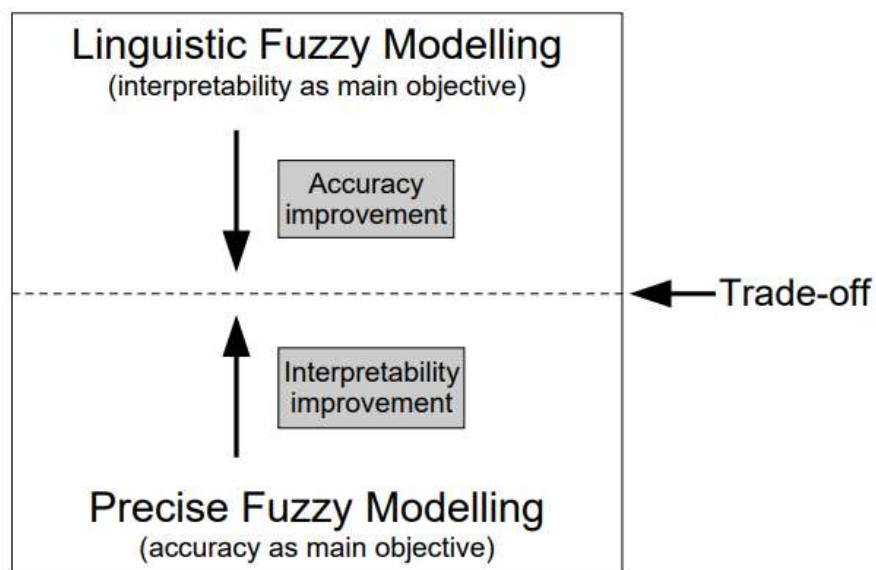 Linguistic Fuzzy Modelling
(interpretability as main objective)
Accuracy
improvement
Trade-off
Interpretability
improvement
Precise Fuzzy Modelling
(accuracy as main objective)